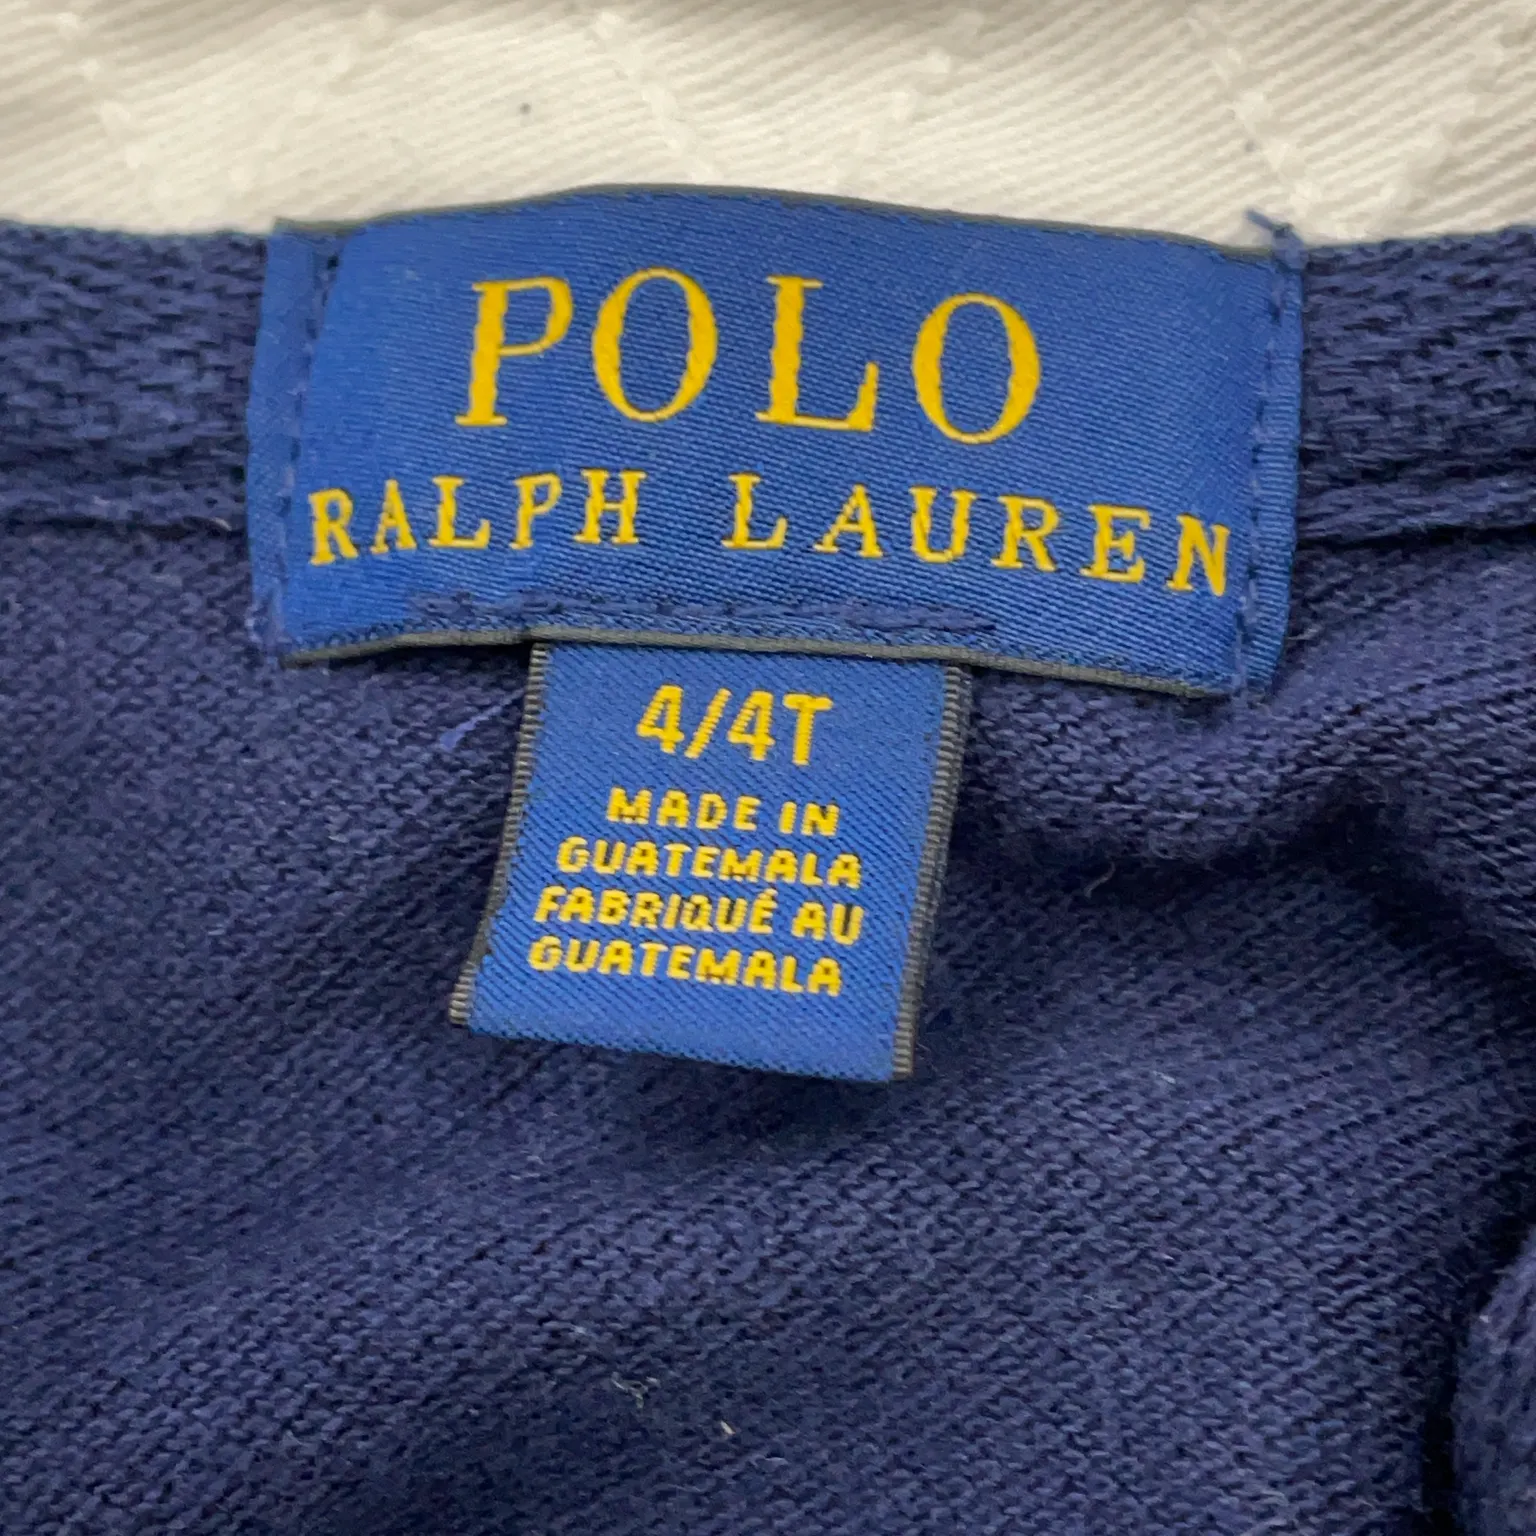 POLO
RALPH LAUREN
4/4T
MADE IN
GUATEMALA
FABRIQUÉ AU
GUATEMALA